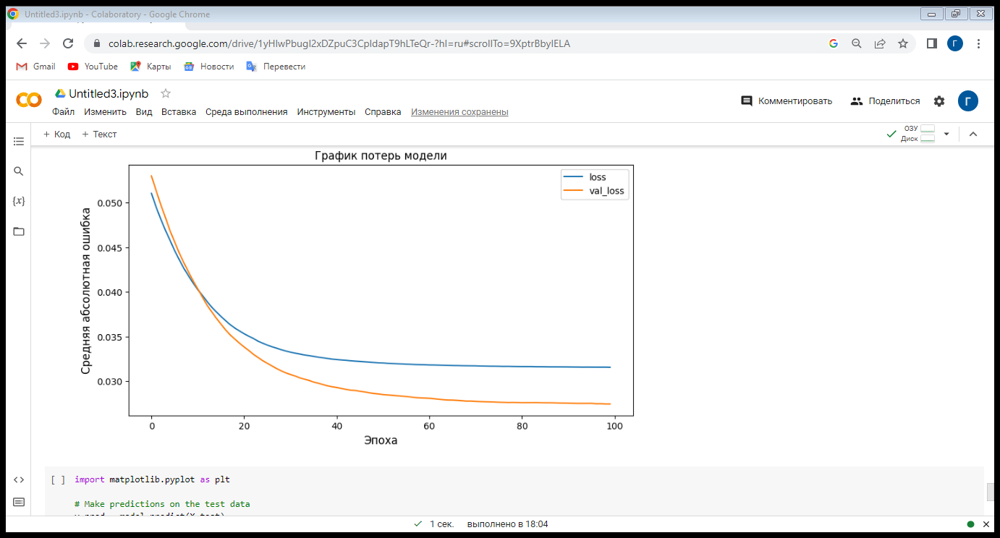 Untitled3.ipynb - Colaboratory - Google Chrome
colab.research.google.com/drive/1yHlwPbugI2xDZpuC3CpIdapT9hLTeQr-?hl=ru#scrollTo=9XptrBbyIELA
Г
Gmail YouTube Карты Новости Перевести
Untitled3.ipynb
Комментировать Поделиться Г
Файл Изменить Вид Вставка Среда выполнения Инструменты Справка Изменения сохранены
+ Код + Текст
ОЗУ
Диск
{x}
График потерь модели
loss
val_loss
Средняя абсолютная ошибка
0.050
0.045
0.040
0.035
0.030
0 20 40 60 80 100
Эпоха
[ ] import matplotlib.pyplot as plt
# Make predictions on the test data
y_pred = model.predict(X_test)
1 сек. выполнено в 18:04